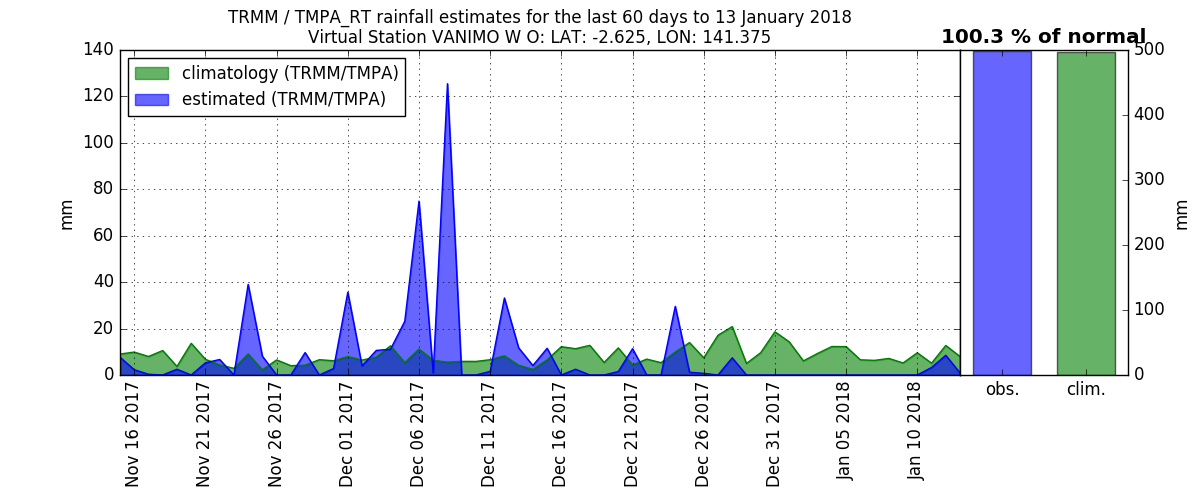 TRMM / TMPA_RT rainfall estimates for the last 60 days to 13 January 2018
Virtual Station VANIMO W O: LAT: -2.625, LON: 141.375
100.3 % of normal
climatology (TRMM/TMPA)
estimated (TRMM/TMPA)
mm
140
120
100
80
60
40
20
0
Nov 16 2017
Nov 21 2017
Nov 26 2017
Dec 01 2017
Dec 06 2017
Dec 11 2017
Dec 16 2017
Dec 21 2017
Dec 26 2017
Dec 31 2017
Jan 05 2018
Jan 10 2018
500
400
300
200
100
0
mm
obs.
clim.